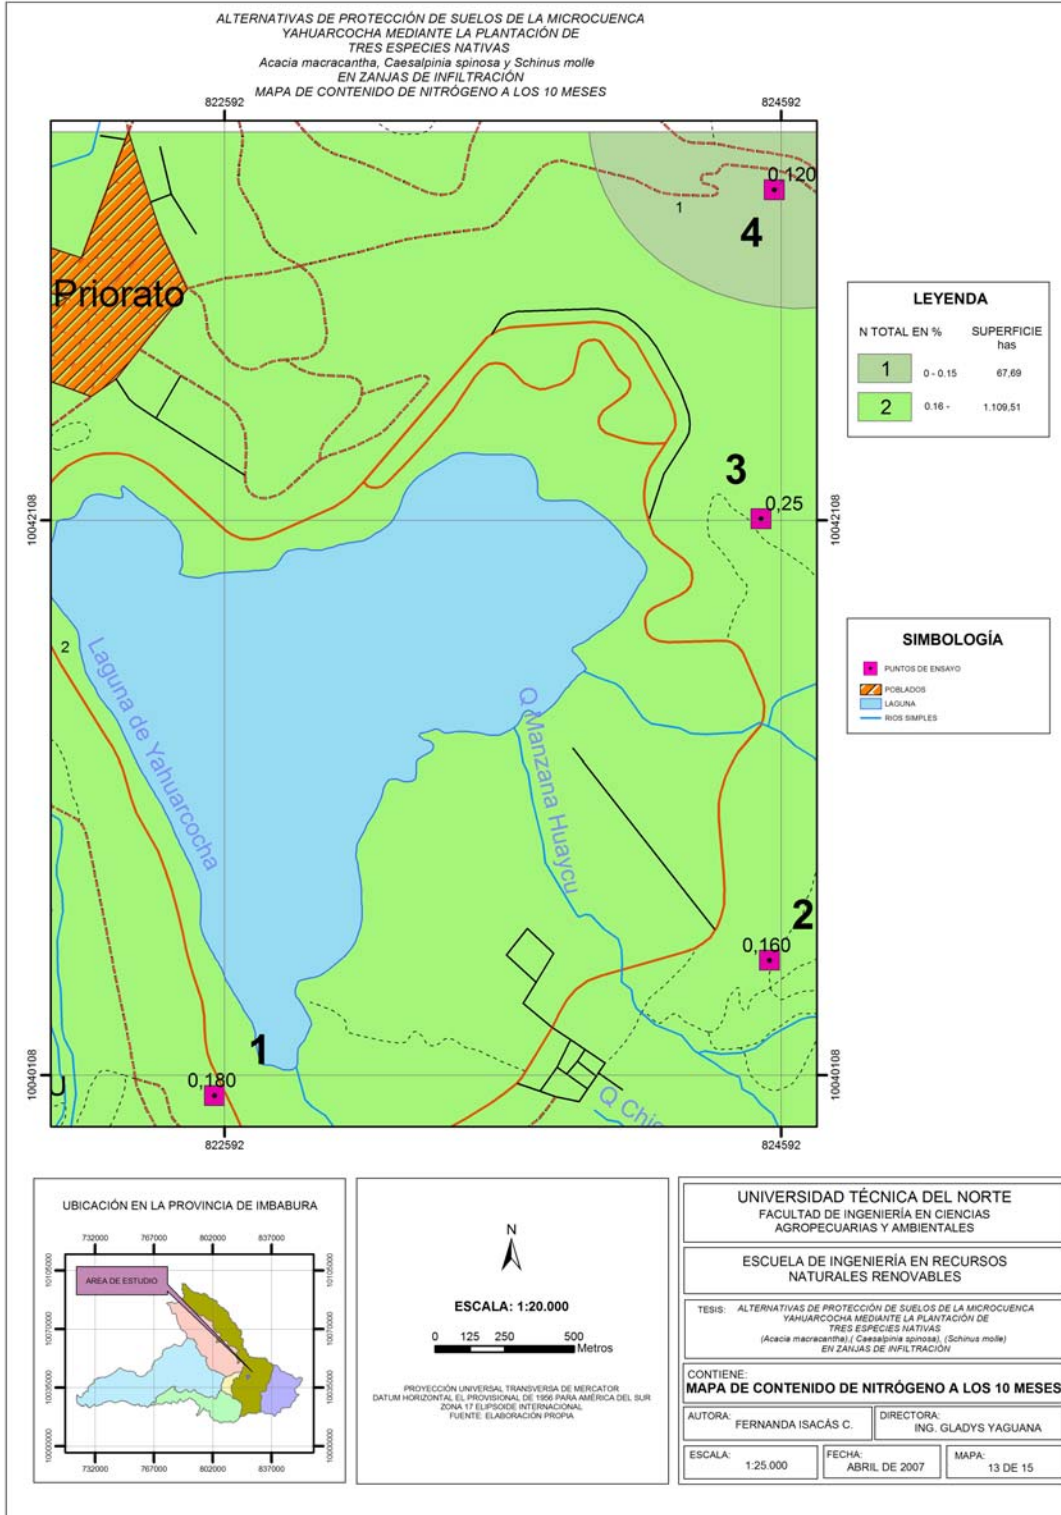 ALTERNATIVAS DE PROTECCIÓN DE SUELOS DE LA MICROCUENCA
YAHUARCOCHA MEDIANTE LA PLANTACIÓN DE
TRES ESPECIES NATIVAS
Acacia macracantha, Caesalpinia spinosa y Schinus molle
EN ZANJAS DE INFILTRACIÓN
MAPA DE CONTENIDO DE NITRÓGENO A LOS 10 MESES
822592
824592
0,120
1
4
Priorato
3
0,25
10042108
10042108
2
Laguna de Yahuarcocha
Q Manzana Huaycu
2
0,160
1
0,180
10040108
10040108
U
Q Chi
822592
824592
LEYENDA
N TOTAL EN %
SUPERFICIE
has
1
0 - 0.15
67,69
2
0.16 -
1.109,51
SIMBOLOGÍA
PUNTOS DE ENSAYO
POBLADOS
LAGUNA
RIOS SIMPLES
UBICACIÓN EN LA PROVINCIA DE IMBABURA
732000
767000
802000
837000
AREA DE ESTUDIO
10105000
10105000
10070000
10070000
10035000
10035000
10000000
10000000
732000
767000
802000
837000
N
ESCALA: 1:20.000
0 125 250 500
Metros
PROYECCIÓN UNIVERSAL TRANSVERSA DE MERCATOR
DATUM HORIZONTAL EL PROVISIONAL DE 1956 PARA AMÉRICA DEL SUR
ZONA 17 ELIPSOIDE INTERNACIONAL
FUENTE: ELABORACIÓN PROPIA
UNIVERSIDAD TÉCNICA DEL NORTE
FACULTAD DE INGENIERÍA EN CIENCIAS
AGROPECUARIAS Y AMBIENTALES
ESCUELA DE INGENIERÍA EN RECURSOS
NATURALES RENOVABLES
TESIS: ALTERNATIVAS DE PROTECCIÓN DE SUELOS DE LA MICROCUENCA
YAHUARCOCHA MEDIANTE LA PLANTACIÓN DE
TRES ESPECIES NATIVAS
(Acacia macracantha),( Caesalpinia spinosa), (Schinus molle)
EN ZANJAS DE INFILTRACIÓN
CONTIENE:
MAPA DE CONTENIDO DE NITRÓGENO A LOS 10 MESES
AUTORA: FERNANDA ISACÁS C.
DIRECTORA:
ING. GLADYS YAGUANA
ESCALA:
1:25.000
FECHA:
ABRIL DE 2007
MAPA:
13 DE 15